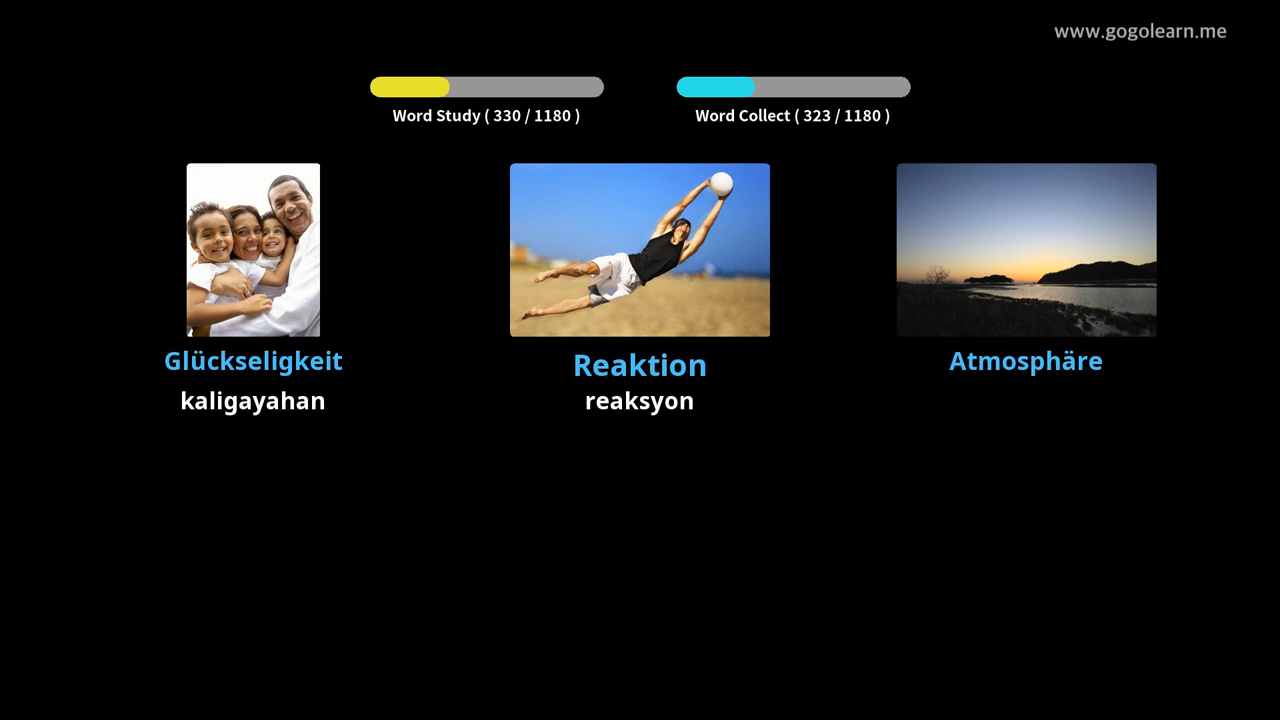 www.gogolearn.me
Word Study ( 330 / 1180 )
Word Collect ( 323 / 1180 )
Glückseligkeit
kaligayahan
Reaktion
reaksyon
Atmosphäre